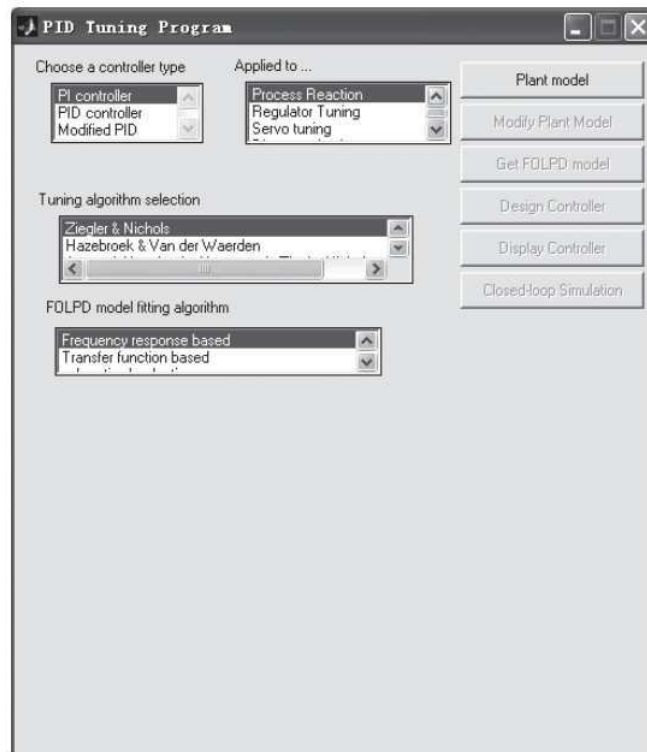 PID Tuning Program
Choose a controller type
PI controller
PID controller
Modified PID
Applied to ...
Process Reaction
Regulator Tuning
Servo tuning
Plant model
Modify Plant Model
Get FOLPD model
Design Controller
Display Controller
Closed-loop Simulation
Tuning algorithm selection
Ziegler & Nichols
Hazebroek & Van der Waerden
FOLPD model fitting algorithm
Frequency response based
Transfer function based